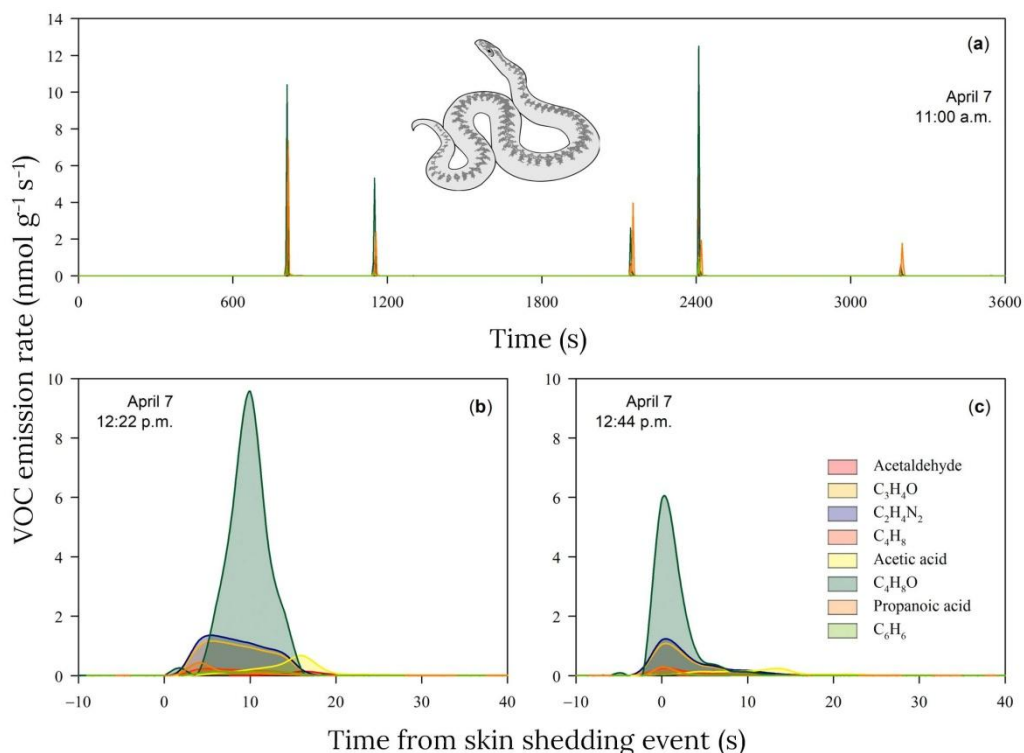 VOC emission rate (nmol g⁻¹ s⁻¹)
14
12
10
8
6
4
2
0
(a)
April 7
11:00 a.m.
0 600 1200 1800 2400 3000 3600
Time (s)
10
8
6
4
2
0
April 7
12:22 p.m.
(b)
−10 0 10 20 30 40
10
8
6
4
2
0
April 7
12:44 p.m.
(c)
Acetaldehyde
C₃H₄O
C₂H₄N₂
C₄H₈
Acetic acid
C₄H₈O
Propanoic acid
C₆H₆
−10 0 10 20 30 40
Time from skin shedding event (s)